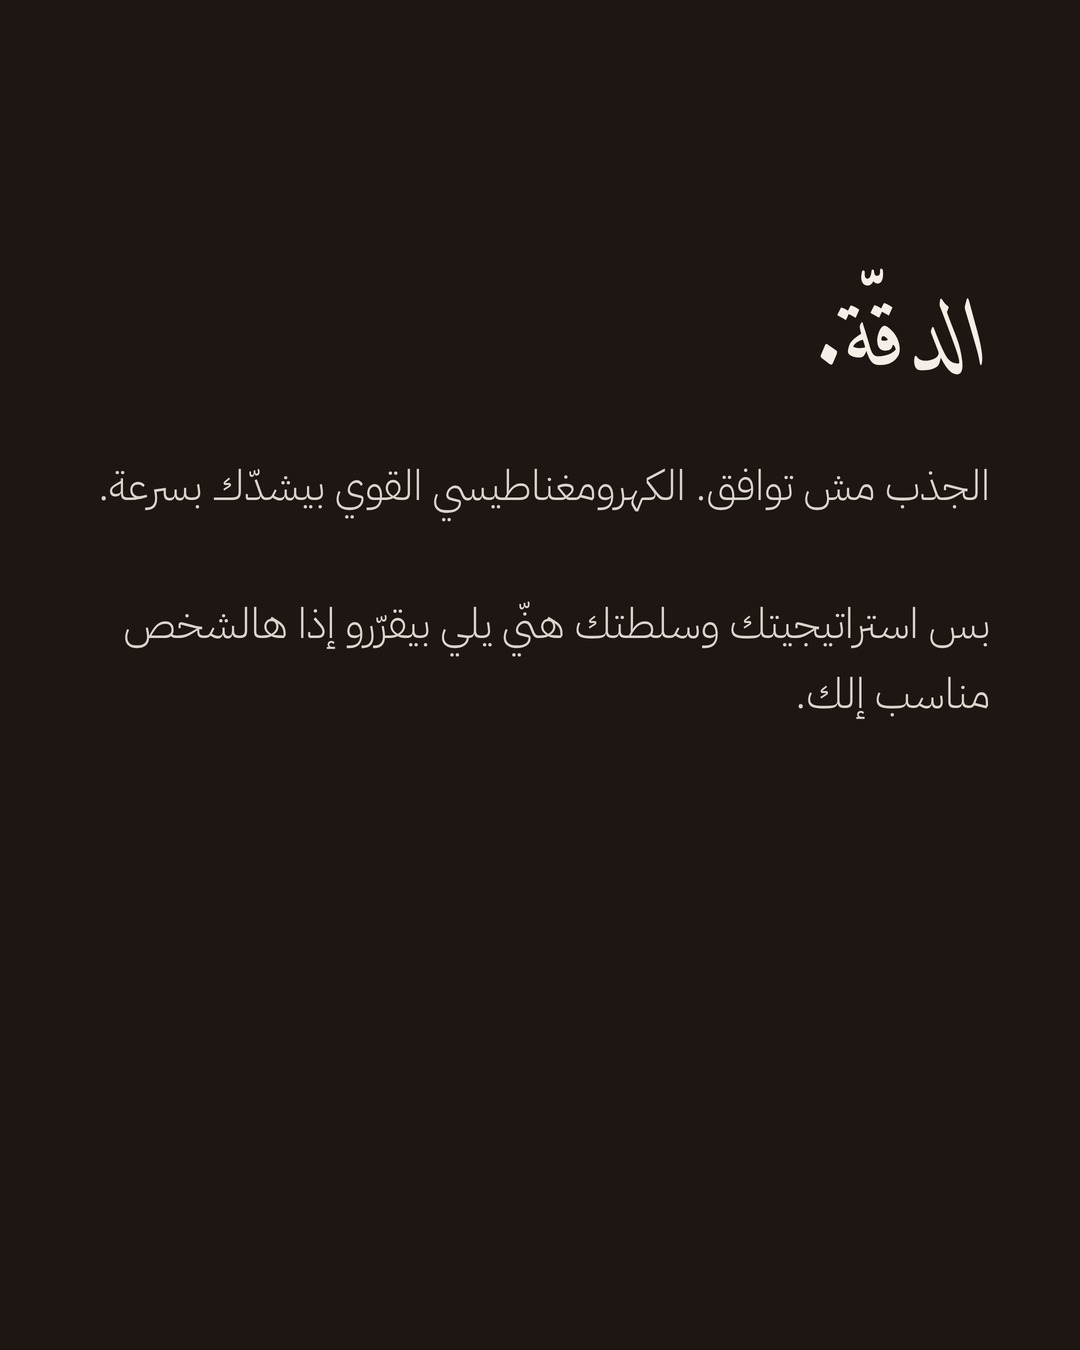 الدقّة.
الجذب مش توافق. الكهرومغناطيسي القوي بيشدّك بسرعة.
بس استراتيجيتك وسلطتك هنّي يلي بيقرّرو إذا هالشخص
مناسب إلك.